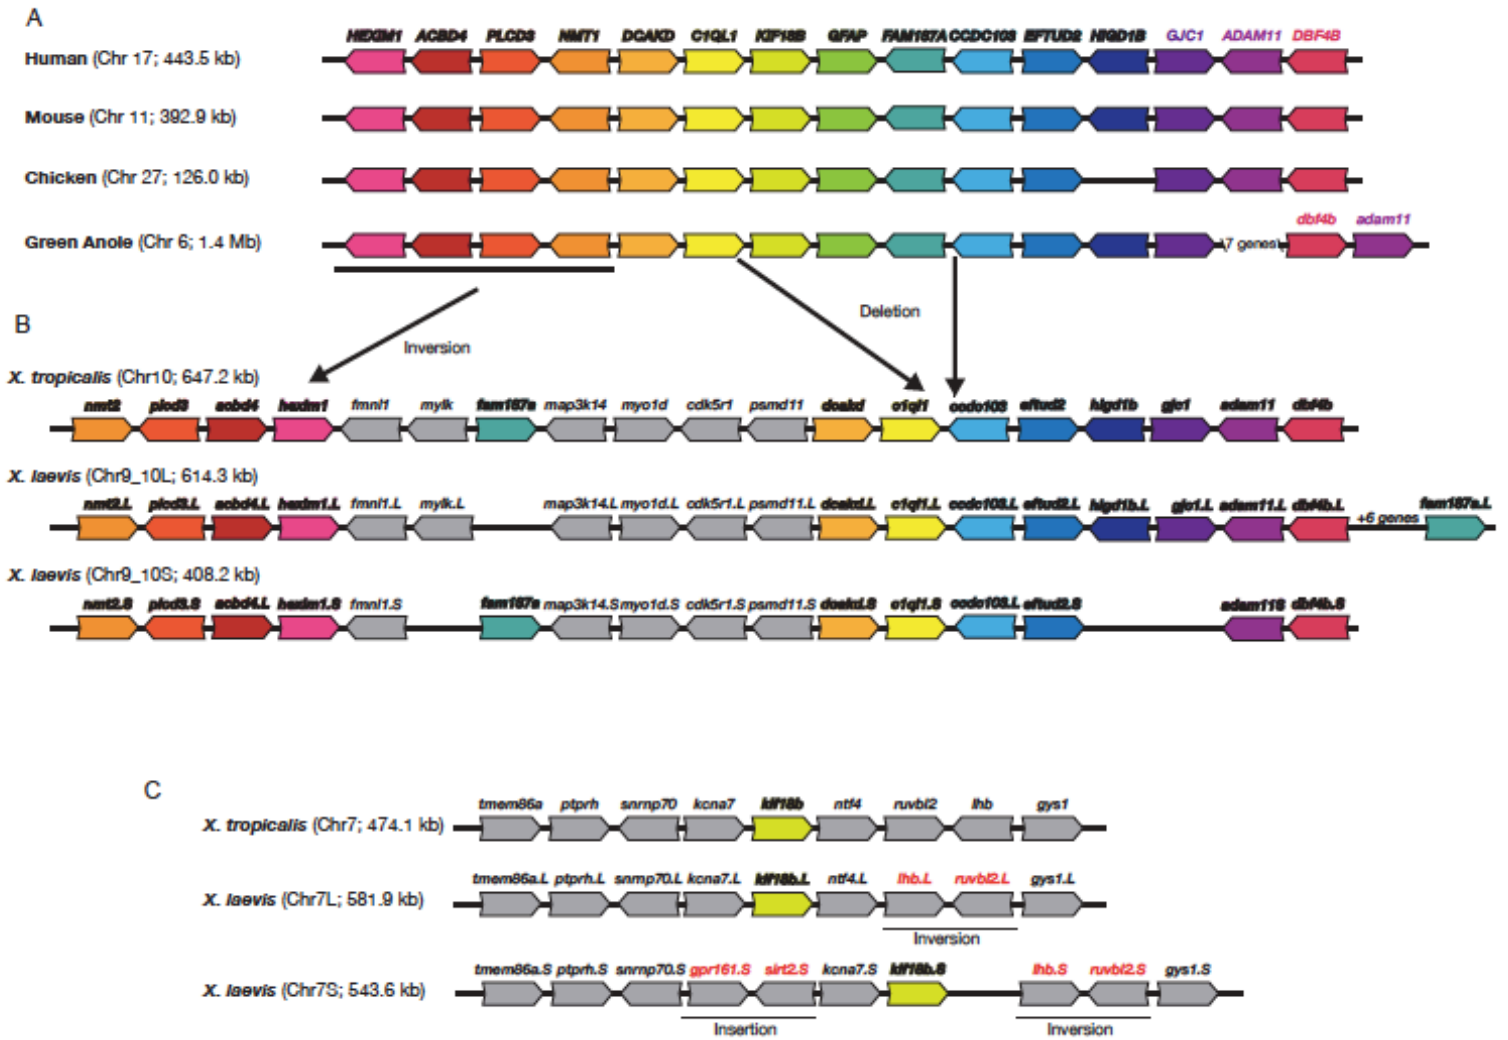 A
HEXIM1 ACBD4 PLCD3 NMT1 DCAKD C1QL1 KIF18B GFAP FAM187A CCDC103 EFTUD2 HIGD1B GJC1 ADAM11 DBF4B
Human (Chr 17; 443.5 kb)
Mouse (Chr 11; 392.9 kb)
Chicken (Chr 27; 126.0 kb)
dbf4b adam11
Green Anole (Chr 6; 1.4 Mb)
\7 genes\
Deletion
B
Inversion
X. tropicalis (Chr10; 647.2 kb)
nmt2 plcd3 acbd4 hexim1 fmnl1 mylk fam187a map3k14 myo1d cdk5r1 psmd11 dcakd c1ql1 ccdc103 eftud2 higd1b gjc1 adam11 dbf4b
X. laevis (Chr9_10L; 614.3 kb)
nmt2.L plcd3.L acbd4.L hexim1.L fmnl1.L mylk.L map3k14.L myo1d.L cdk5r1.L psmd11.L dcakd.L c1ql1.L ccdc103.L eftud2.L higd1b.L gjc1.L adam11.L dbf4b.L +6 genes fam187a.L
X. laevis (Chr9_10S; 408.2 kb)
nmt2.S plcd3.S acbd4.L hexim1.S fmnl1.S fam187a map3k14.S myo1d.S cdk5r1.S psmd11.S dcakd.S c1ql1.S ccdc103.L eftud2.S adam11S dbf4b.S
C
tmem86a ptprh snrnp70 kcna7 kif18b ntf4 ruvbl2 lhb gys1
X. tropicalis (Chr7; 474.1 kb)
tmem86a.L ptprh.L snrnp70.L kcna7.L kif18b.L ntf4.L lhb.L ruvbl2.L gys1.L
X. laevis (Chr7L; 581.9 kb)
Inversion
tmem86a.S ptprh.S snrnp70.S gpr161.S sirt2.S kcna7.S kif18b.S lhb.S ruvbl2.S gys1.S
X. laevis (Chr7S; 543.6 kb)
Insertion Inversion